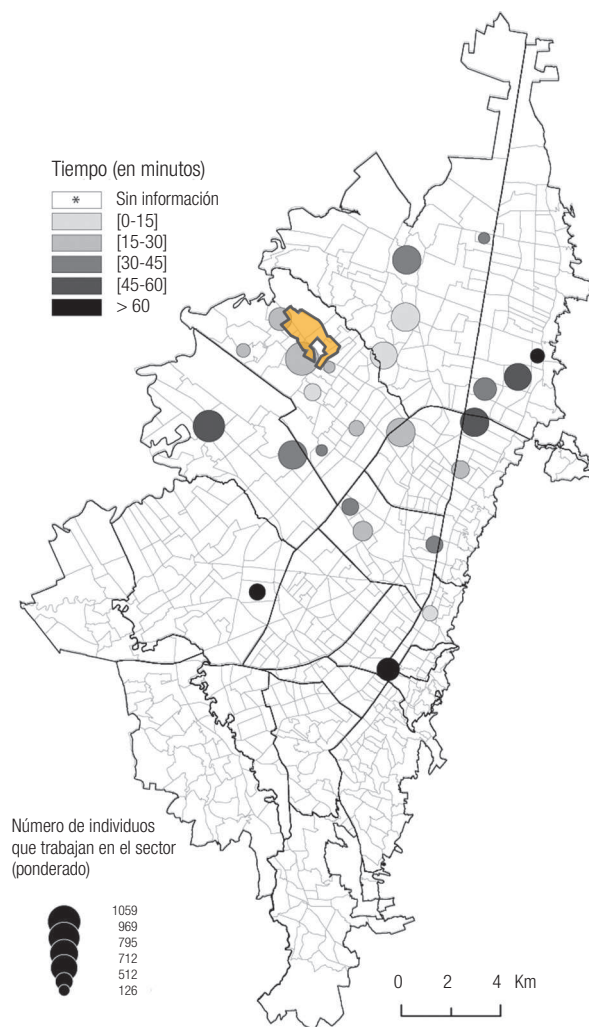 Tiempo (en minutos)
* Sin información
[0-15]
[15-30]
[30-45]
[45-60]
> 60
Número de individuos
que trabajan en el sector
(ponderado)
1059
969
795
712
512
126
0 2 4 Km